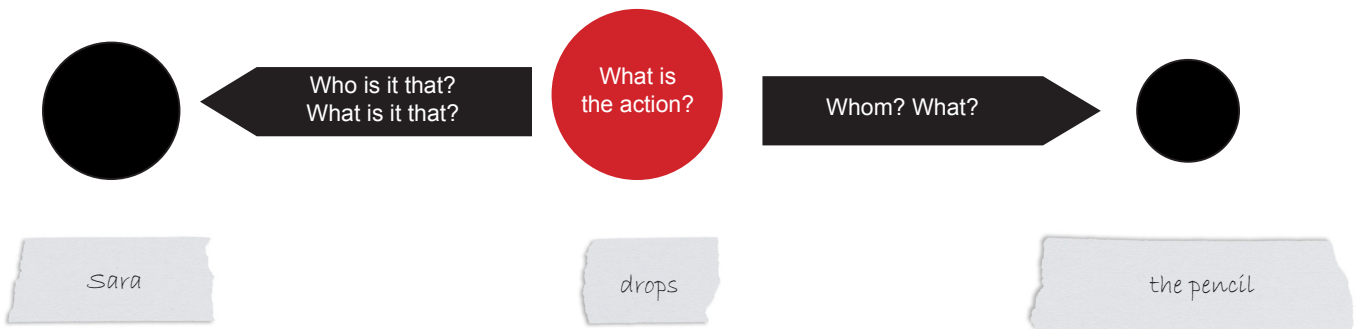 Who is it that?
What is it that?
What is
the action?
Whom? What?
Sara
drops
the pencil